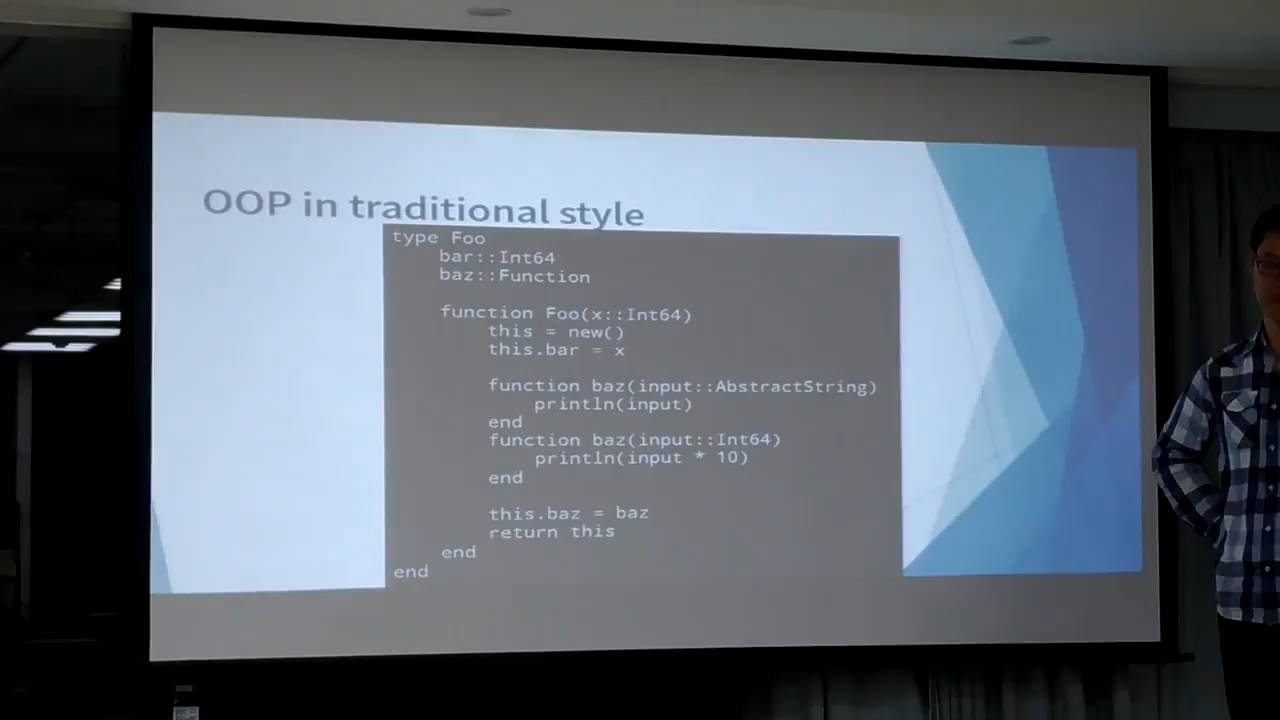 OOP in traditional style
type Foo
    bar::Int64
    baz::Function

    function Foo(x::Int64)
        this = new()
        this.bar = x

        function baz(input::AbstractString)
            println(input)
        end
        function baz(input::Int64)
            println(input * 10)
        end

        this.baz = baz
        return this
    end
end